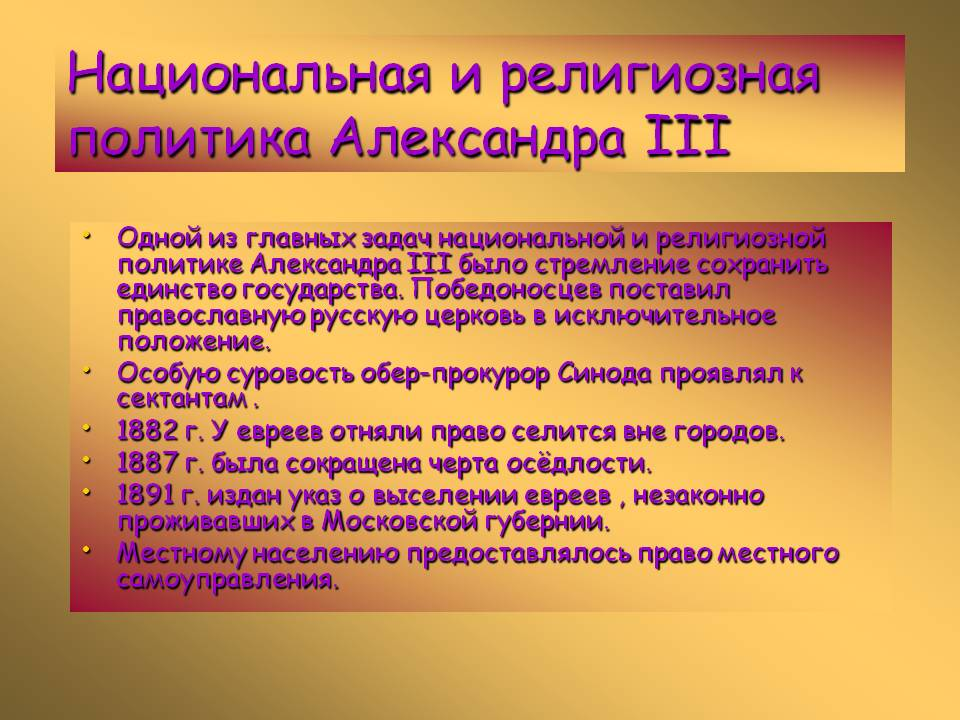 Национальная и религиозная
политика Александра III
• Одной из главных задач национальной и религиозной
политике Александра III было стремление сохранить
единство государства. Победоносцев поставил
православную русскую церковь в исключительное
положение.
• Особую суровость обер-прокурор Синода проявлял к
сектантам .
• 1882 г. У евреев отняли право селится вне городов.
• 1887 г. была сокращена черта осёдлости.
• 1891 г. издан указ о выселении евреев , незаконно
проживавших в Московской губернии.
• Местному населению предоставлялось право местного
самоуправления.